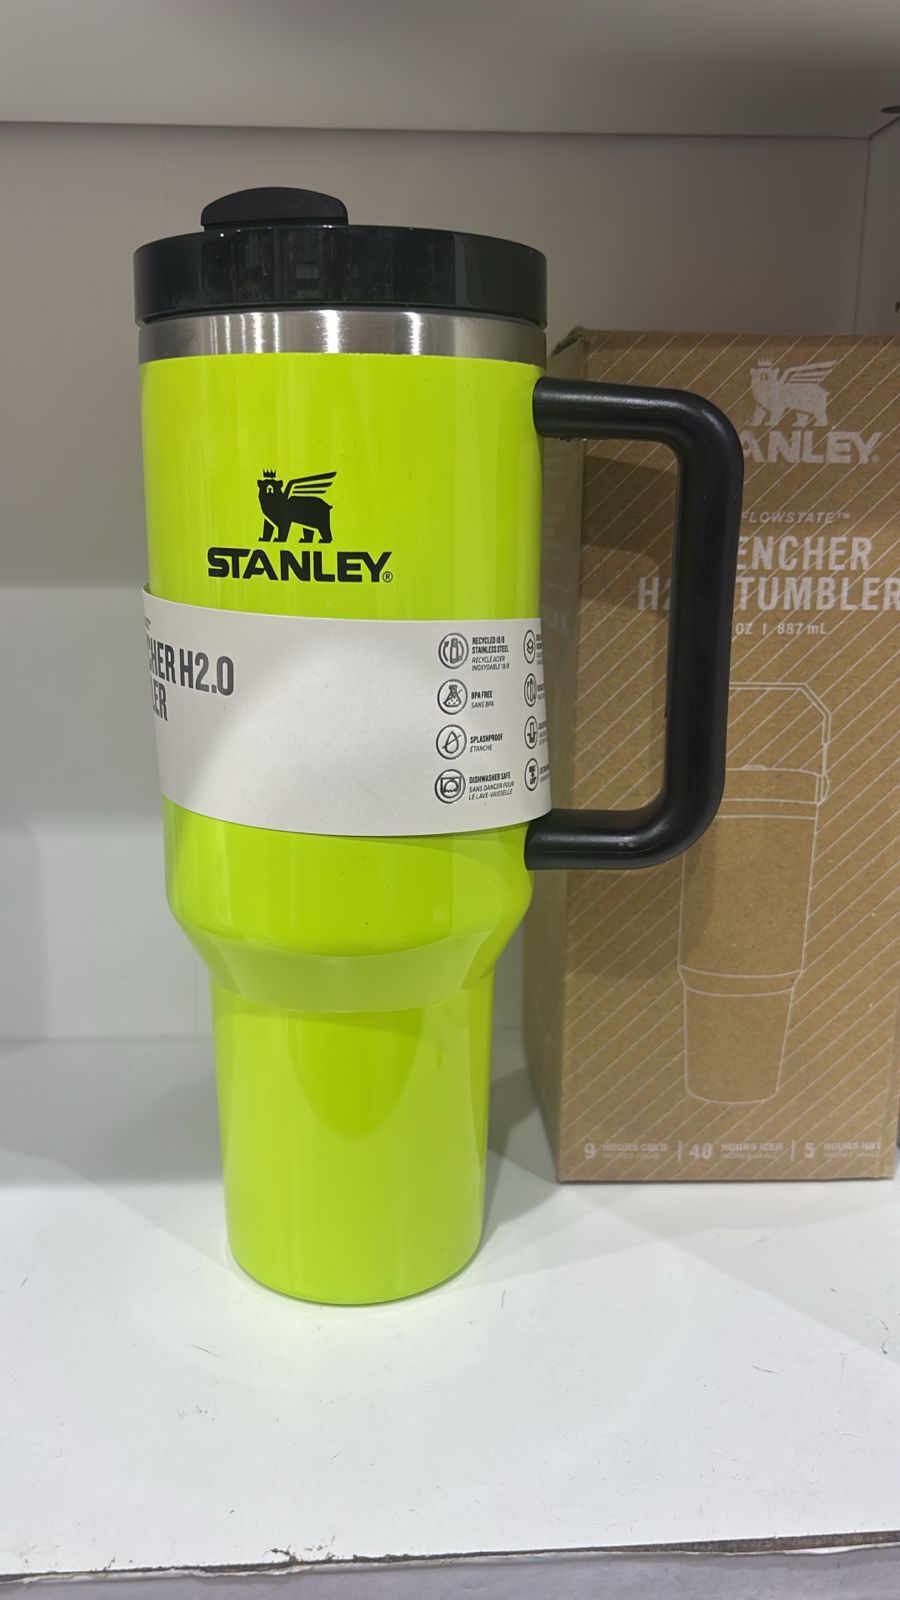 STANLEY®
CHER H2.0
LER
RECYCLED 18/8
STAINLESS STEEL
RECYCLÉ ACIER
INOXYDABLE 18/8
BPA FREE
SANS BPA
SPLASHPROOF
ÉTANCHE
DISHWASHER SAFE
SANS DANGER POUR
LE LAVE-VAISSELLE
ANLEY®
FLOWSTATE™
ENCHER
TUMBLER
OZ | 887 mL
9 HOURS COLD | 40 HOURS ICED | 5 HOURS HOT